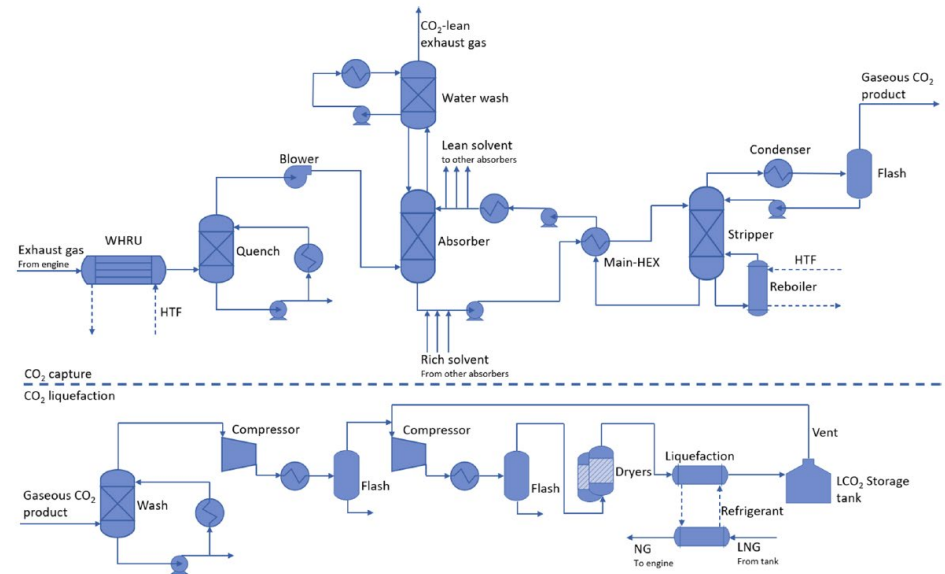 CO₂-lean
exhaust gas
Gaseous CO₂
product
Water wash
Lean solvent
to other absorbers
Condenser
Blower
Flash
WHRU
Exhaust gas
From engine
Quench
Absorber
Main-HEX
Stripper
HTF
Reboiler
HTF
Rich solvent
From other absorbers
CO₂ capture
CO₂ liquefaction
Compressor
Compressor
Vent
Liquefaction
Gaseous CO₂
product
Wash
Flash
Flash
Dryers
LCO₂ Storage
tank
Refrigerant
NG
To engine
LNG
From tank